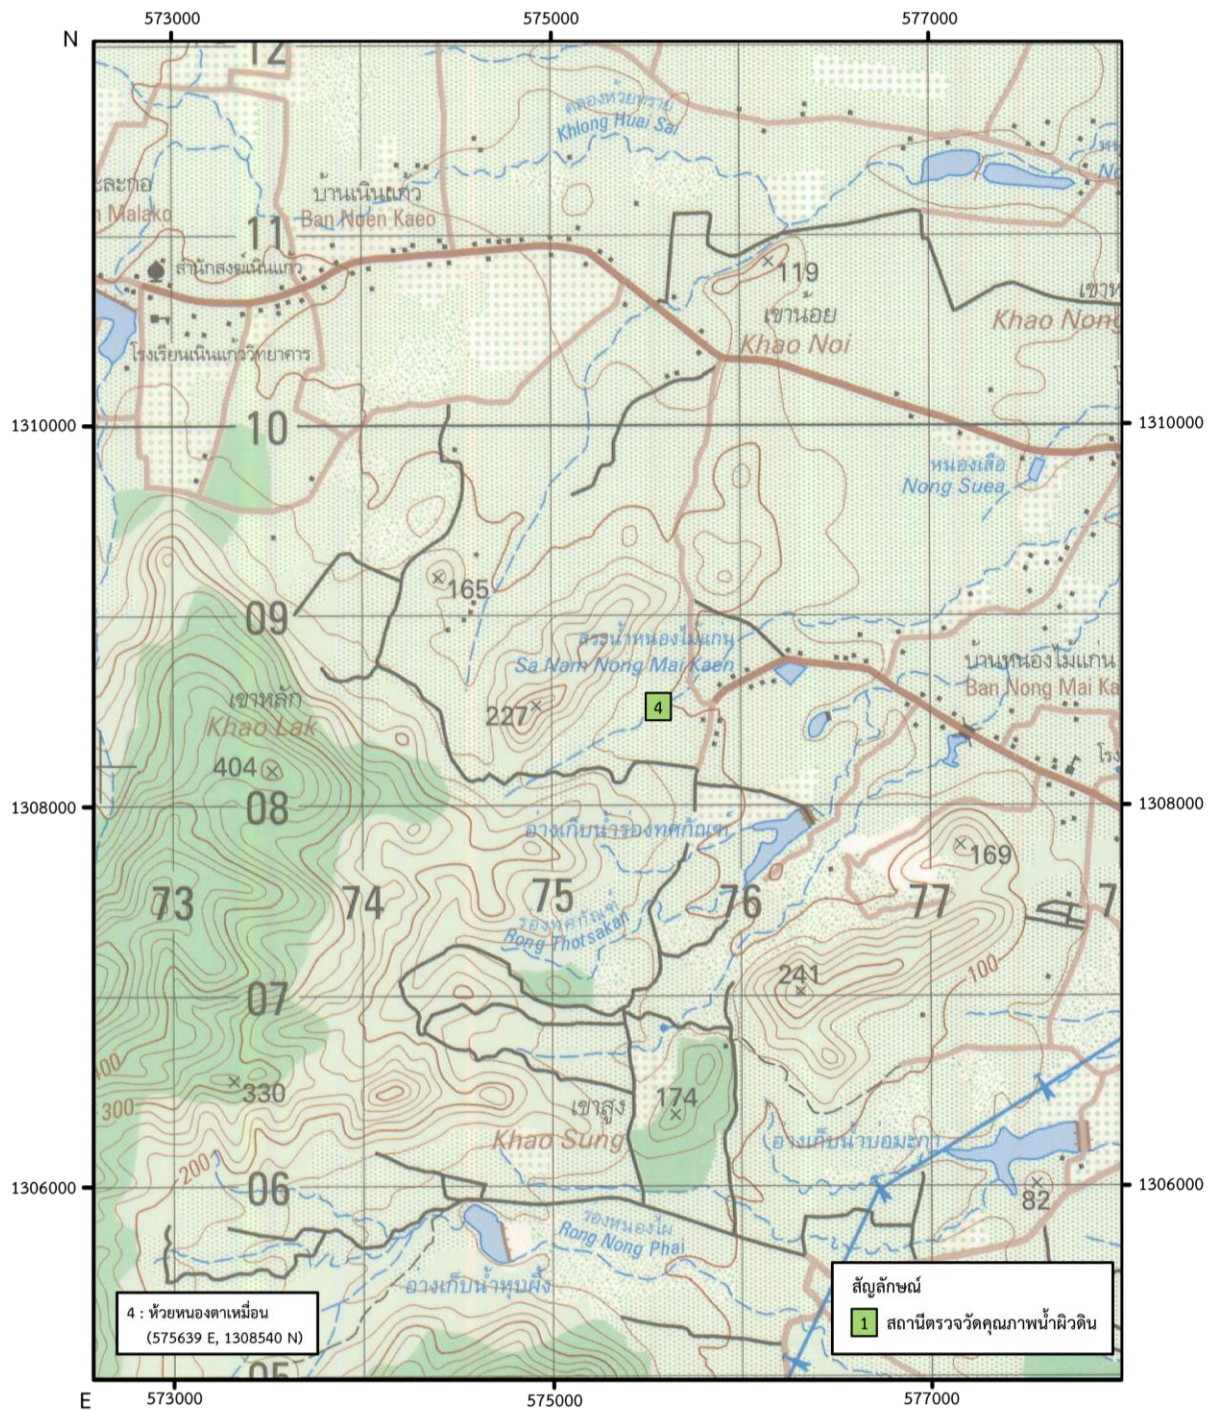 573000 575000 577000
N
12
คลองห้วยทราย
Khlong Huai Sai
ะละกอ
Malako
บ้านเนินแก้ว
Ban Noen Kaeo
11
สำนักสงฆ์เนินแก้ว
119
เขาน้อย
Khao Noi
Khao Nong
โรงเรียนเนินแก้ววิทยาคาร
1310000 10 1310000
หนองเสือ
Nong Suea
165
09
สระน้ำหนองไม้แก่น
Sa Nam Nong Mai Kaen
บ้านหนองไม้แก่น
Ban Nong Mai Ka
เขาหลัก
Khao Lak
227
4
404
1308000 08 1308000
อ่างเก็บน้ำร่องทศกัณฑ์
169
73 74 75 76 77 7
ร่องทศกัณฑ์
Rong Thotsakan
241
100
07
400
330
300
174
เขาสูง
Khao Sung
อ่างเก็บน้ำบ่อมะกา
200
1306000 06 1306000
82
ร่องหนองไผ่
Rong Nong Phai
อ่างเก็บน้ำหุบผึ้ง
4 : ห้วยหนองตาเหมื่อน
(575639 E, 1308540 N)
สัญลักษณ์
1 สถานีตรวจวัดคุณภาพน้ำผิวดิน
05
E
573000 575000 577000